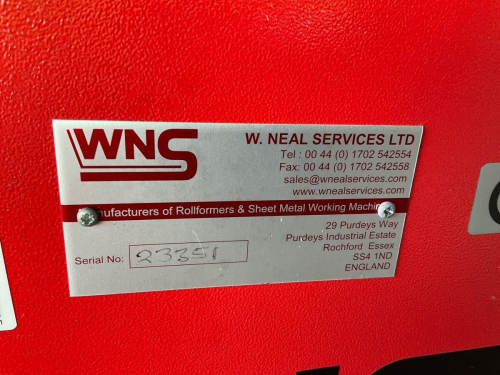 WNS
W. NEAL SERVICES LTD
Tel : 00 44 (0) 1702 542554
Fax: 00 44 (0) 1702 542558
sales@wnealservices.com
www.wnealservices.com
nufacturers of Rollformers & Sheet Metal Working Machin
29 Purdeys Way
Purdeys Industrial Estate
Rochford Essex
SS4 1ND
ENGLAND
Serial No: 23351